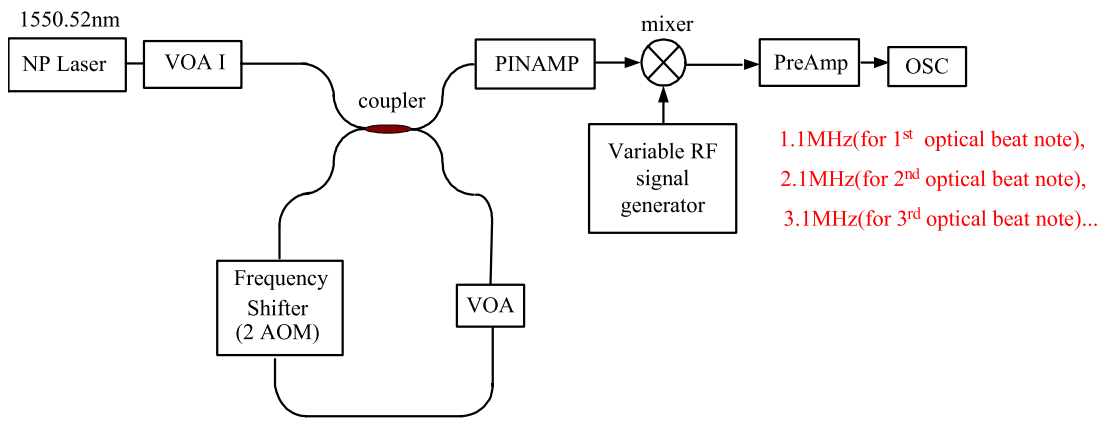 1550.52nm
NP Laser
VOA I
coupler
PINAMP
mixer
PreAmp
OSC
Variable RF
signal
generator
1.1MHz(for 1st optical beat note),
2.1MHz(for 2nd optical beat note),
3.1MHz(for 3rd optical beat note)...
Frequency
Shifter
(2 AOM)
VOA